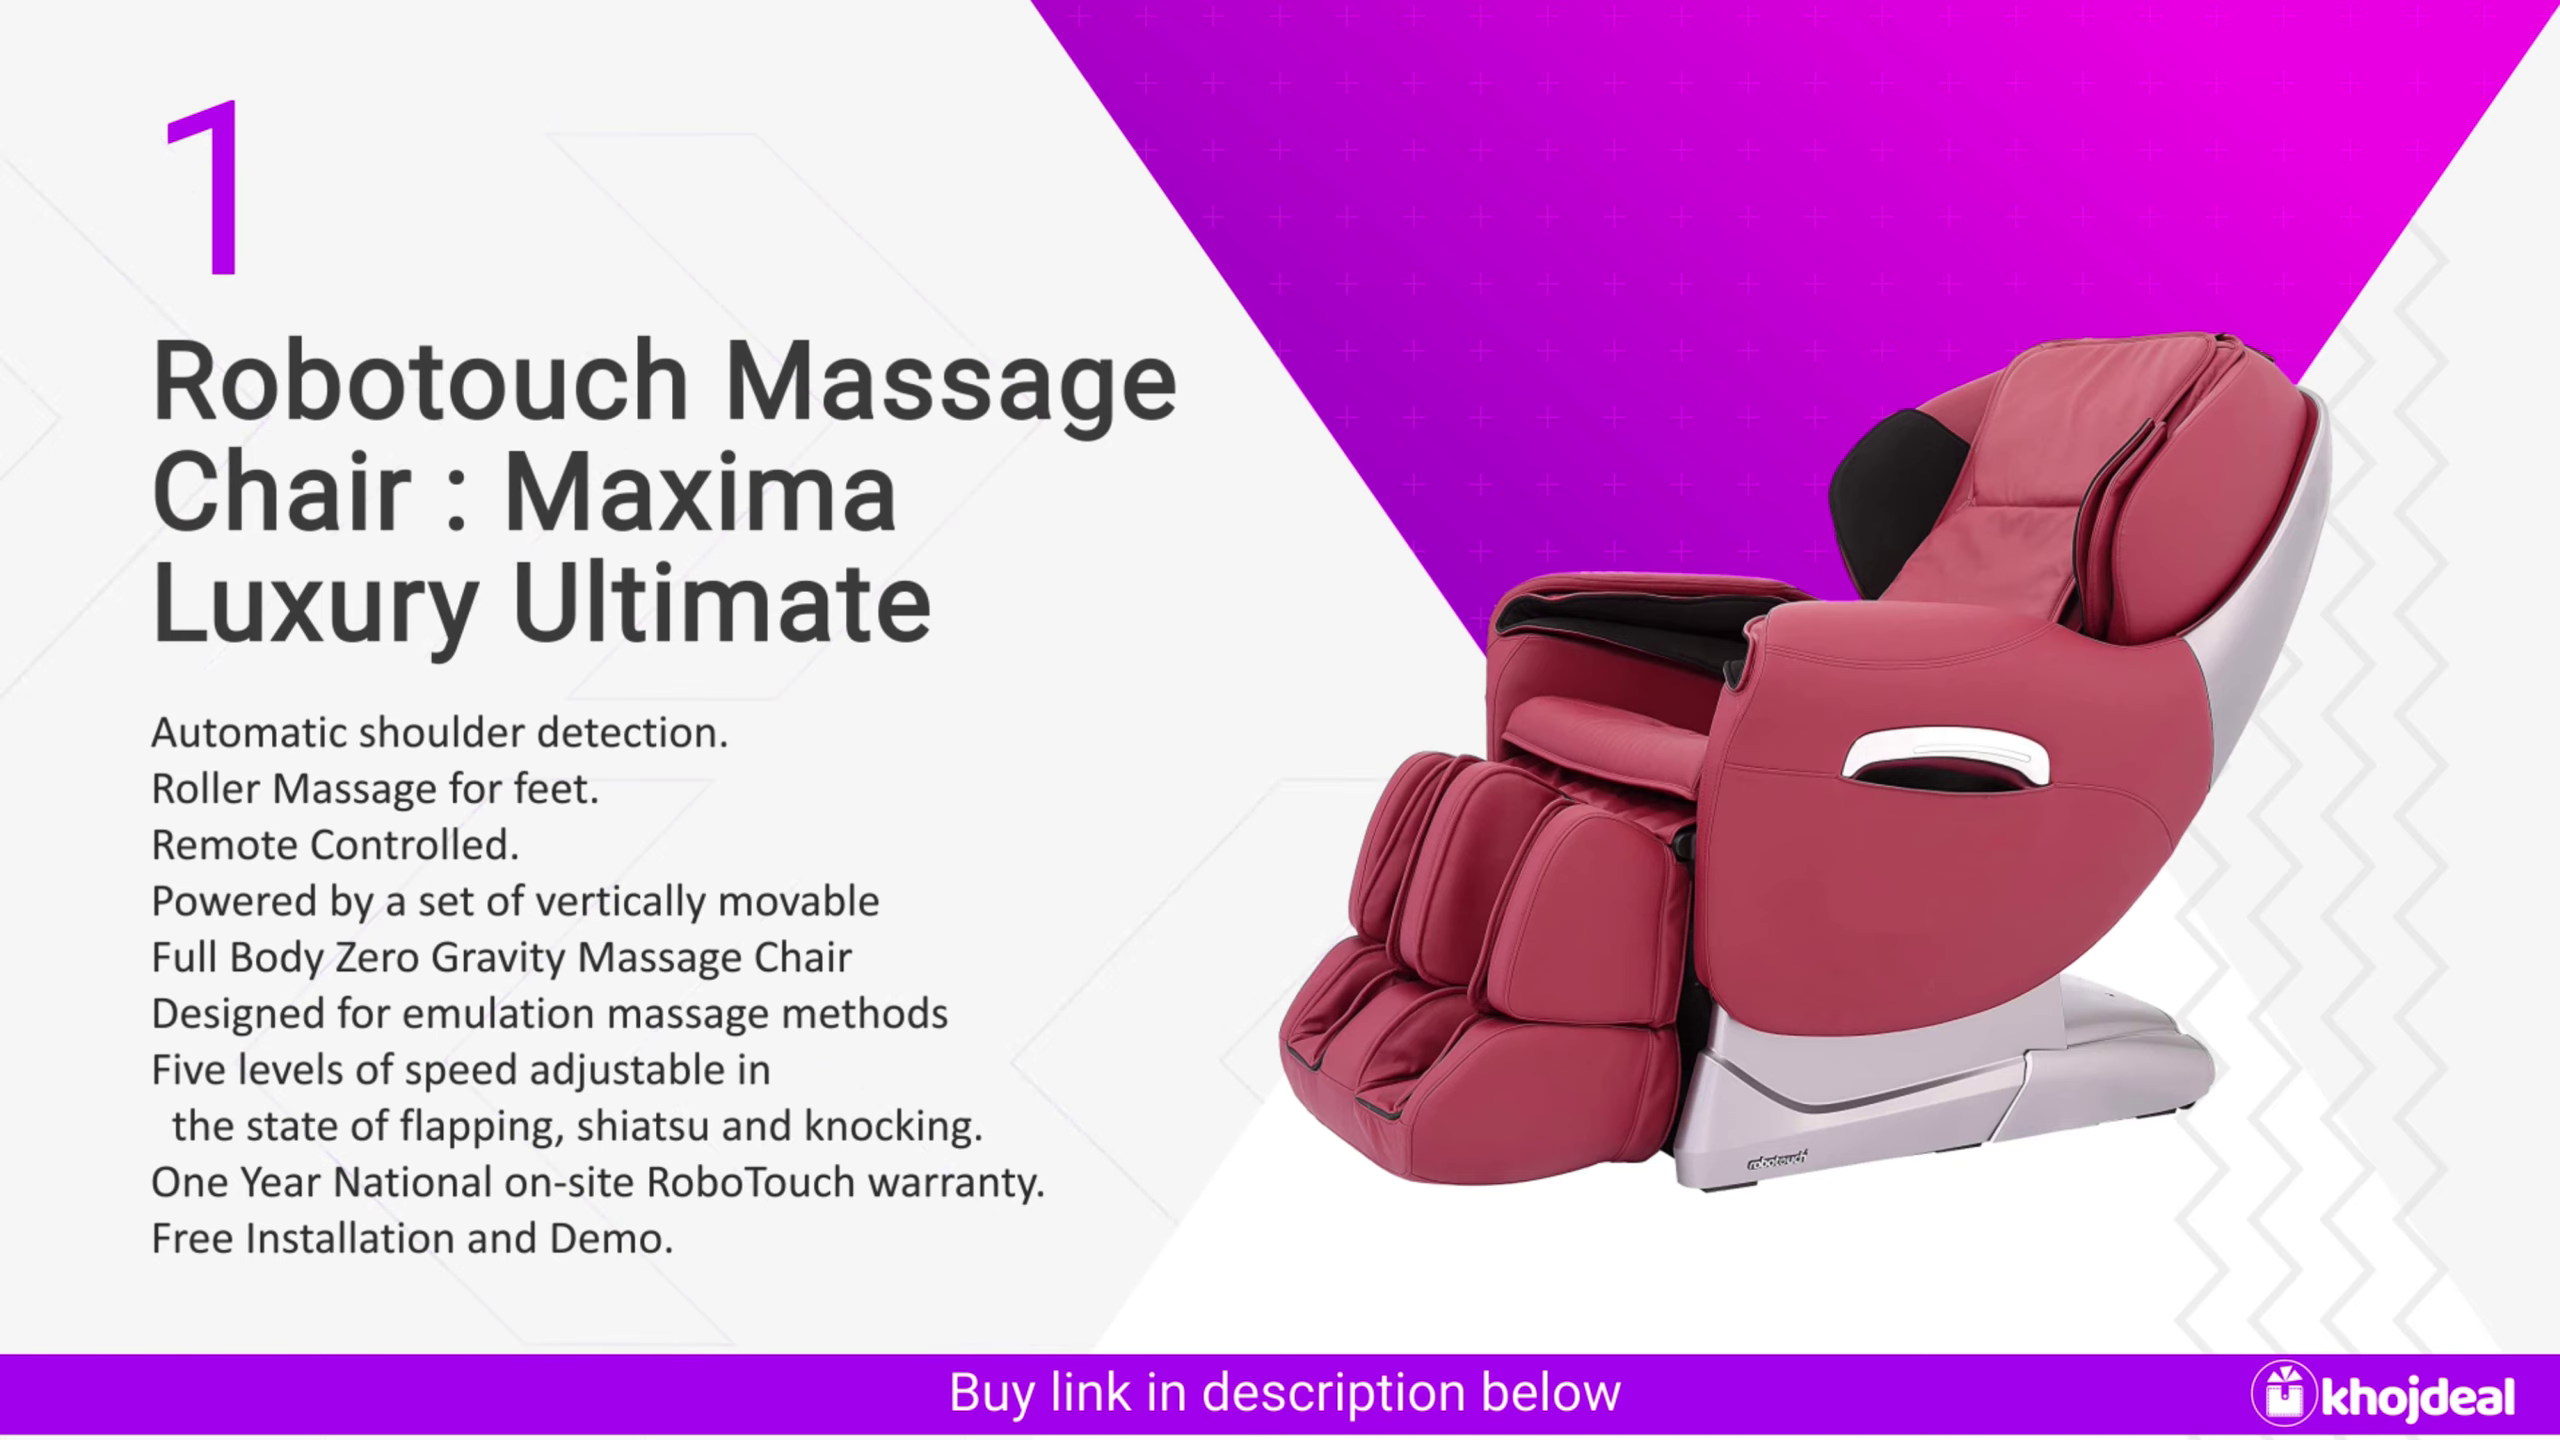 1
Robotouch Massage
Chair : Maxima
Luxury Ultimate
Automatic shoulder detection.
Roller Massage for feet.
Remote Controlled.
Powered by a set of vertically movable
Full Body Zero Gravity Massage Chair
Designed for emulation massage methods
Five levels of speed adjustable in
the state of flapping, shiatsu and knocking.
One Year National on-site RoboTouch warranty.
Free Installation and Demo.
robotouch
Buy link in description below
khojdeal